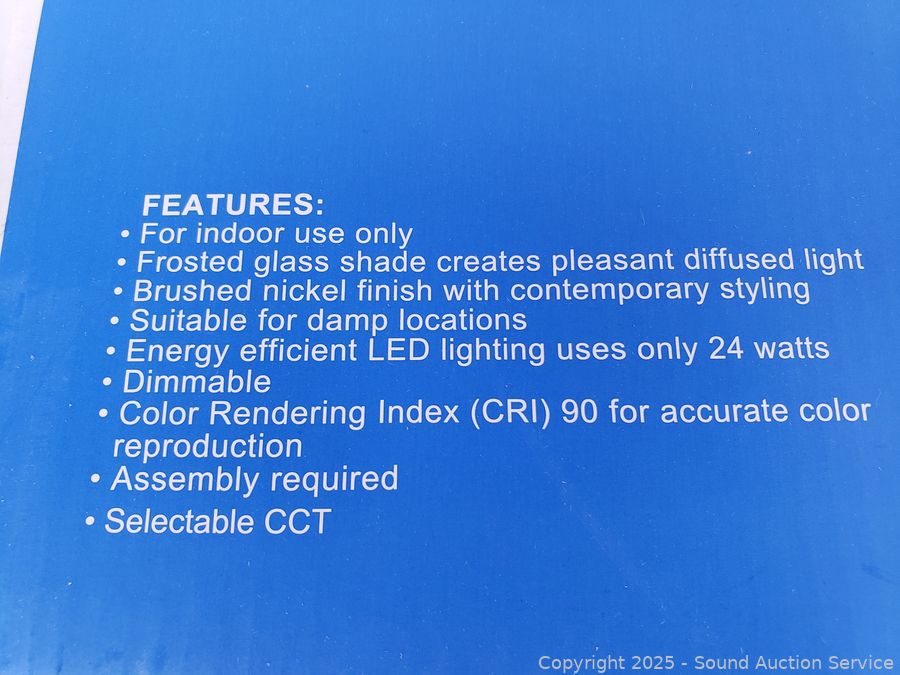 FEATURES:
• For indoor use only
• Frosted glass shade creates pleasant diffused light
• Brushed nickel finish with contemporary styling
• Suitable for damp locations
• Energy efficient LED lighting uses only 24 watts
• Dimmable
• Color Rendering Index (CRI) 90 for accurate color
reproduction
• Assembly required
• Selectable CCT
Copyright 2025 - Sound Auction Service